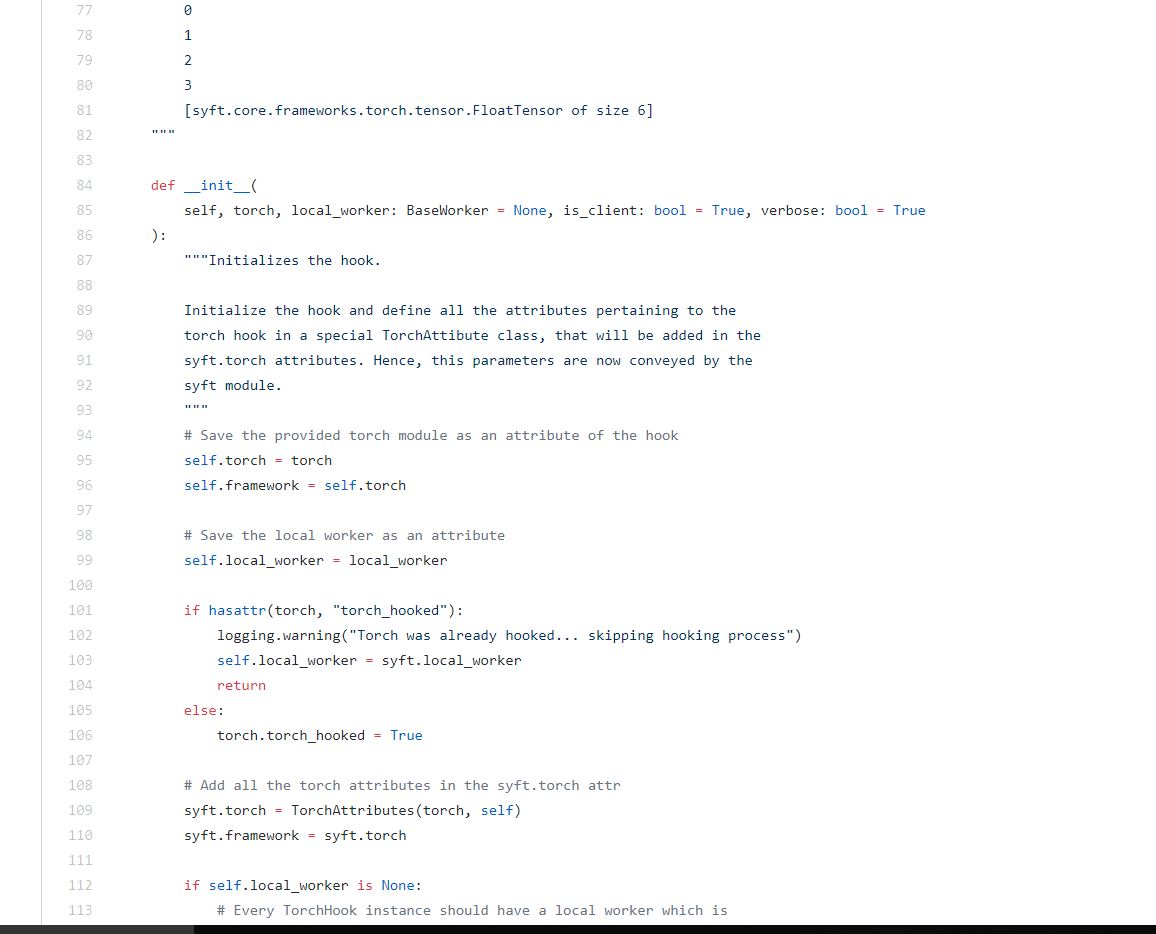 77 0
78 1
79 2
80 3
81 [syft.core.frameworks.torch.tensor.FloatTensor of size 6]
82 """
83
84 def __init__(
85 self, torch, local_worker: BaseWorker = None, is_client: bool = True, verbose: bool = True
86 ):
87 """Initializes the hook.
88
89 Initialize the hook and define all the attributes pertaining to the
90 torch hook in a special TorchAttibute class, that will be added in the
91 syft.torch attributes. Hence, this parameters are now conveyed by the
92 syft module.
93 """
94 # Save the provided torch module as an attribute of the hook
95 self.torch = torch
96 self.framework = self.torch
97
98 # Save the local worker as an attribute
99 self.local_worker = local_worker
100
101 if hasattr(torch, "torch_hooked"):
102 logging.warning("Torch was already hooked... skipping hooking process")
103 self.local_worker = syft.local_worker
104 return
105 else:
106 torch.torch_hooked = True
107
108 # Add all the torch attributes in the syft.torch attr
109 syft.torch = TorchAttributes(torch, self)
110 syft.framework = syft.torch
111
112 if self.local_worker is None:
113 # Every TorchHook instance should have a local worker which is